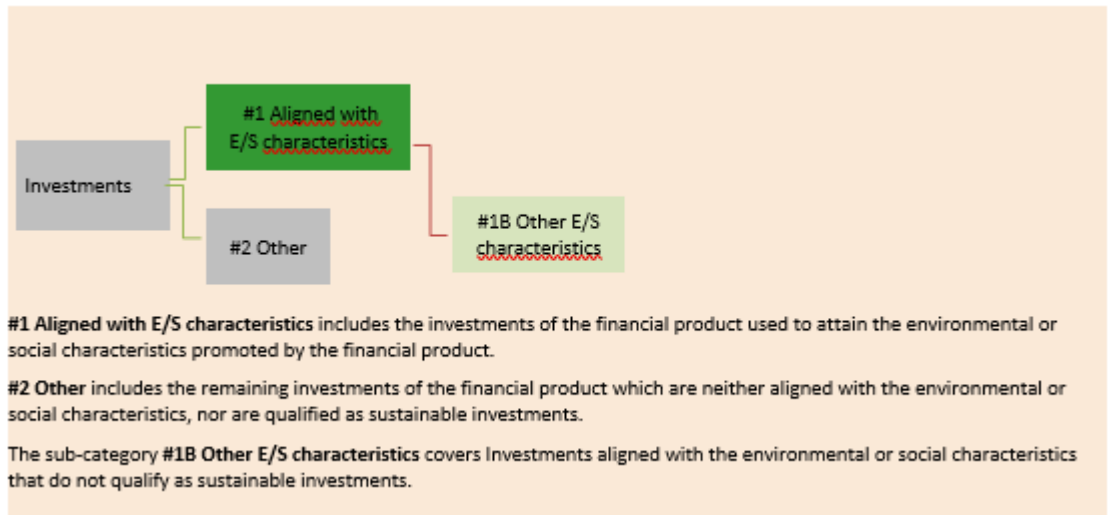 #1 Aligned with
E/S characteristics
Investments
#2 Other
#1B Other E/S
characteristics
#1 Aligned with E/S characteristics includes the investments of the financial product used to attain the environmental or
social characteristics promoted by the financial product.
#2 Other includes the remaining investments of the financial product which are neither aligned with the environmental or
social characteristics, nor are qualified as sustainable investments.
The sub-category #1B Other E/S characteristics covers Investments aligned with the environmental or social characteristics
that do not qualify as sustainable investments.